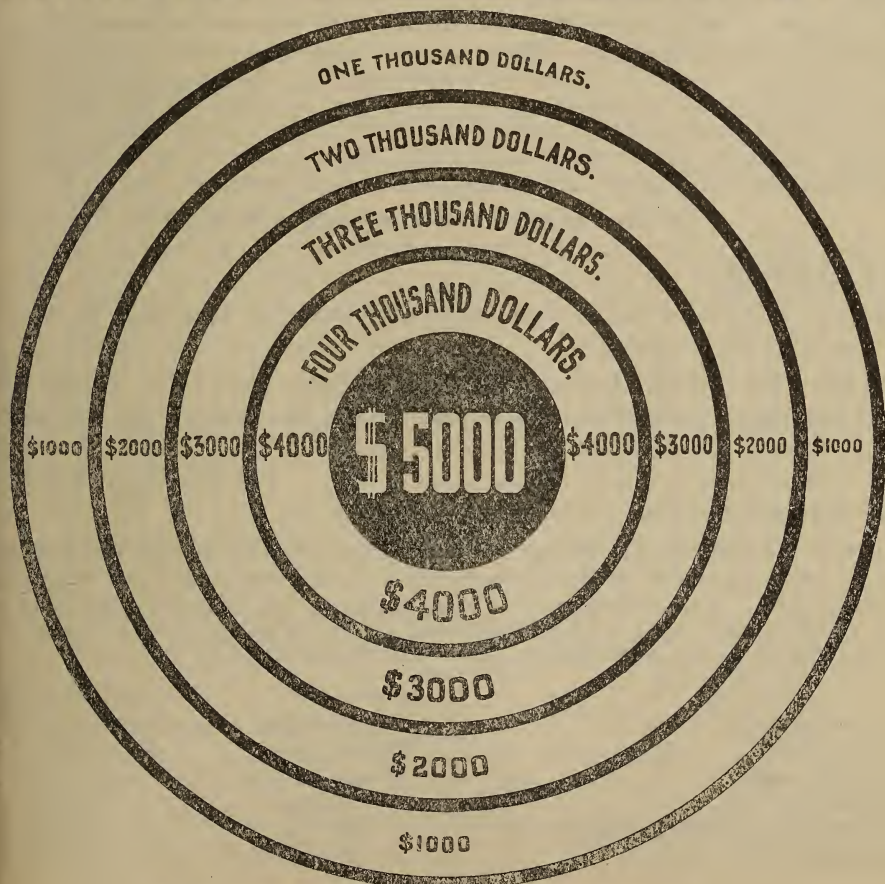 ONE THOUSAND DOLLARS.
TWO THOUSAND DOLLARS.
THREE THOUSAND DOLLARS.
FOUR THOUSAND DOLLARS.
$1000 $2000 $3000 $4000 $5000 $4000 $3000 $2000 $1000
$4000
$3000
$2000
$1000